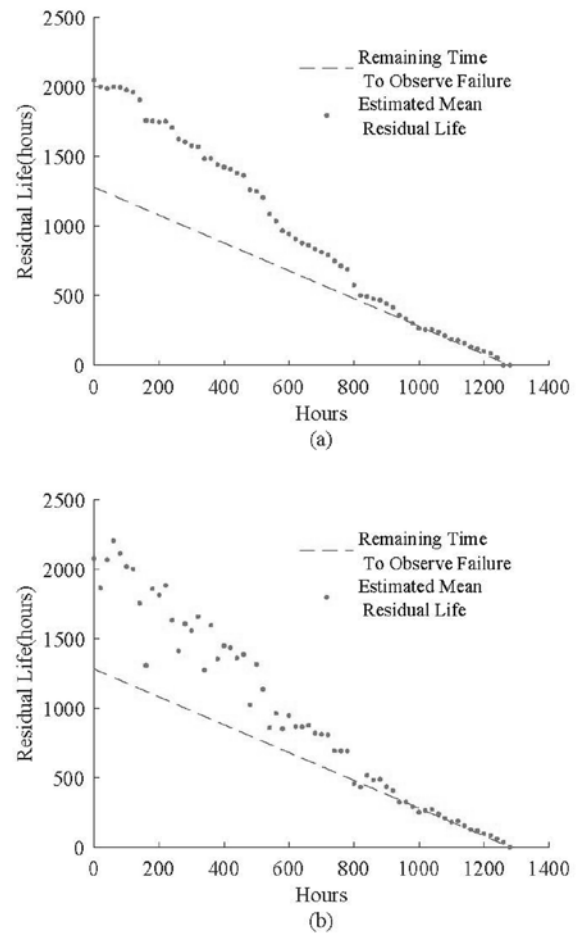 2500
2000
1500
1000
500
0
Residual Life(hours)
Remaining Time
To Observe Failure
Estimated Mean
Residual Life
0 200 400 600 800 1000 1200 1400
Hours
(a)
2500
2000
1500
1000
500
0
Residual Life(hours)
Remaining Time
To Observe Failure
Estimated Mean
Residual Life
0 200 400 600 800 1000 1200 1400
Hours
(b)